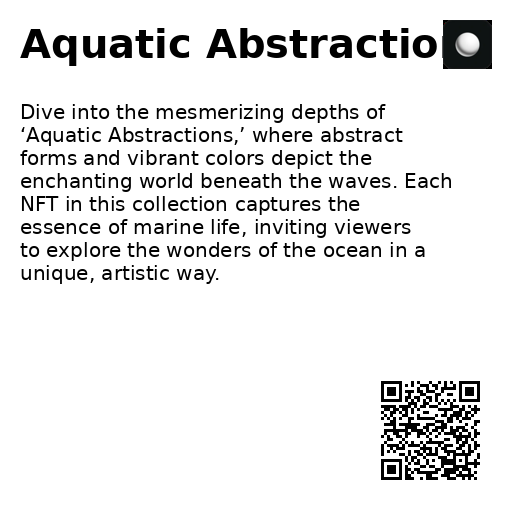 Aquatic Abstractio
Dive into the mesmerizing depths of
‘Aquatic Abstractions,’ where abstract
forms and vibrant colors depict the
enchanting world beneath the waves. Each
NFT in this collection captures the
essence of marine life, inviting viewers
to explore the wonders of the ocean in a
unique, artistic way.